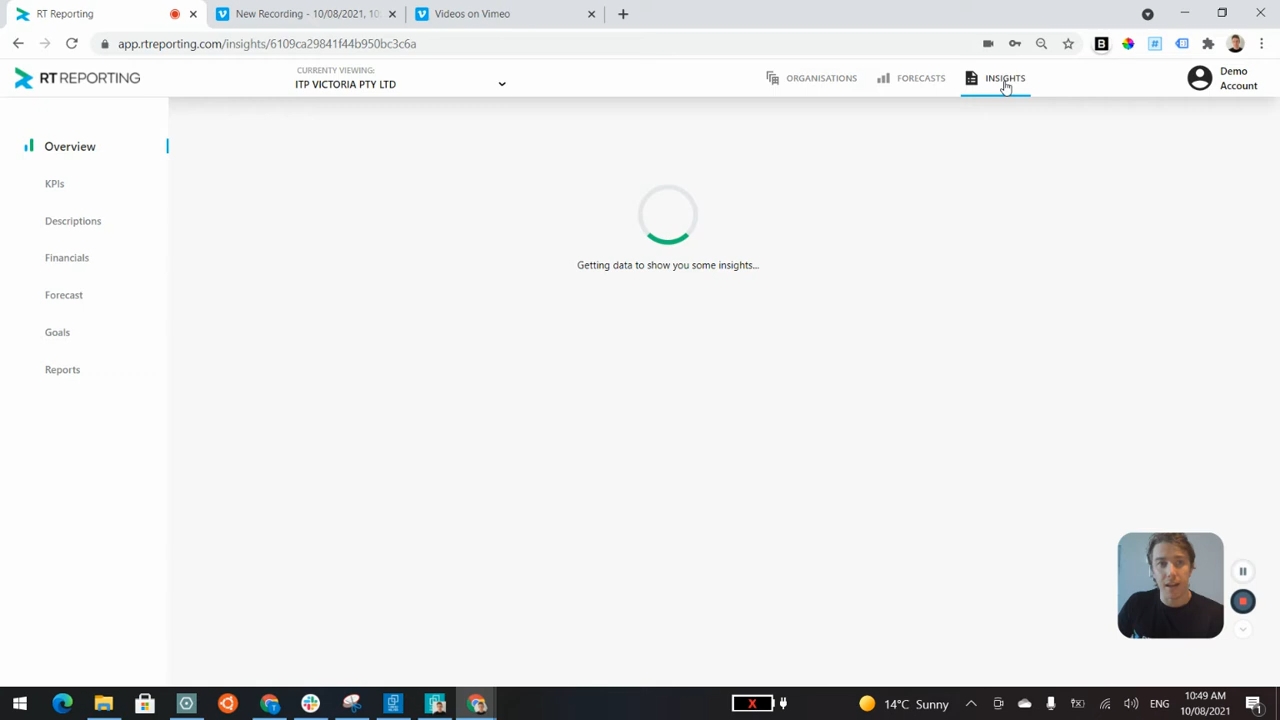 RT Reporting
New Recording - 10/08/2021, 10:
Videos on Vimeo
app.rtreporting.com/insights/6109ca29841f44b950bc3c6a
RT REPORTING
CURRENTY VIEWING:
ITP VICTORIA PTY LTD
ORGANISATIONS
FORECASTS
INSIGHTS
Demo
Account
Overview
KPIs
Descriptions
Financials
Forecast
Goals
Reports
Getting data to show you some insights...
14°C Sunny
ENG
10:49 AM
10/08/2021
1